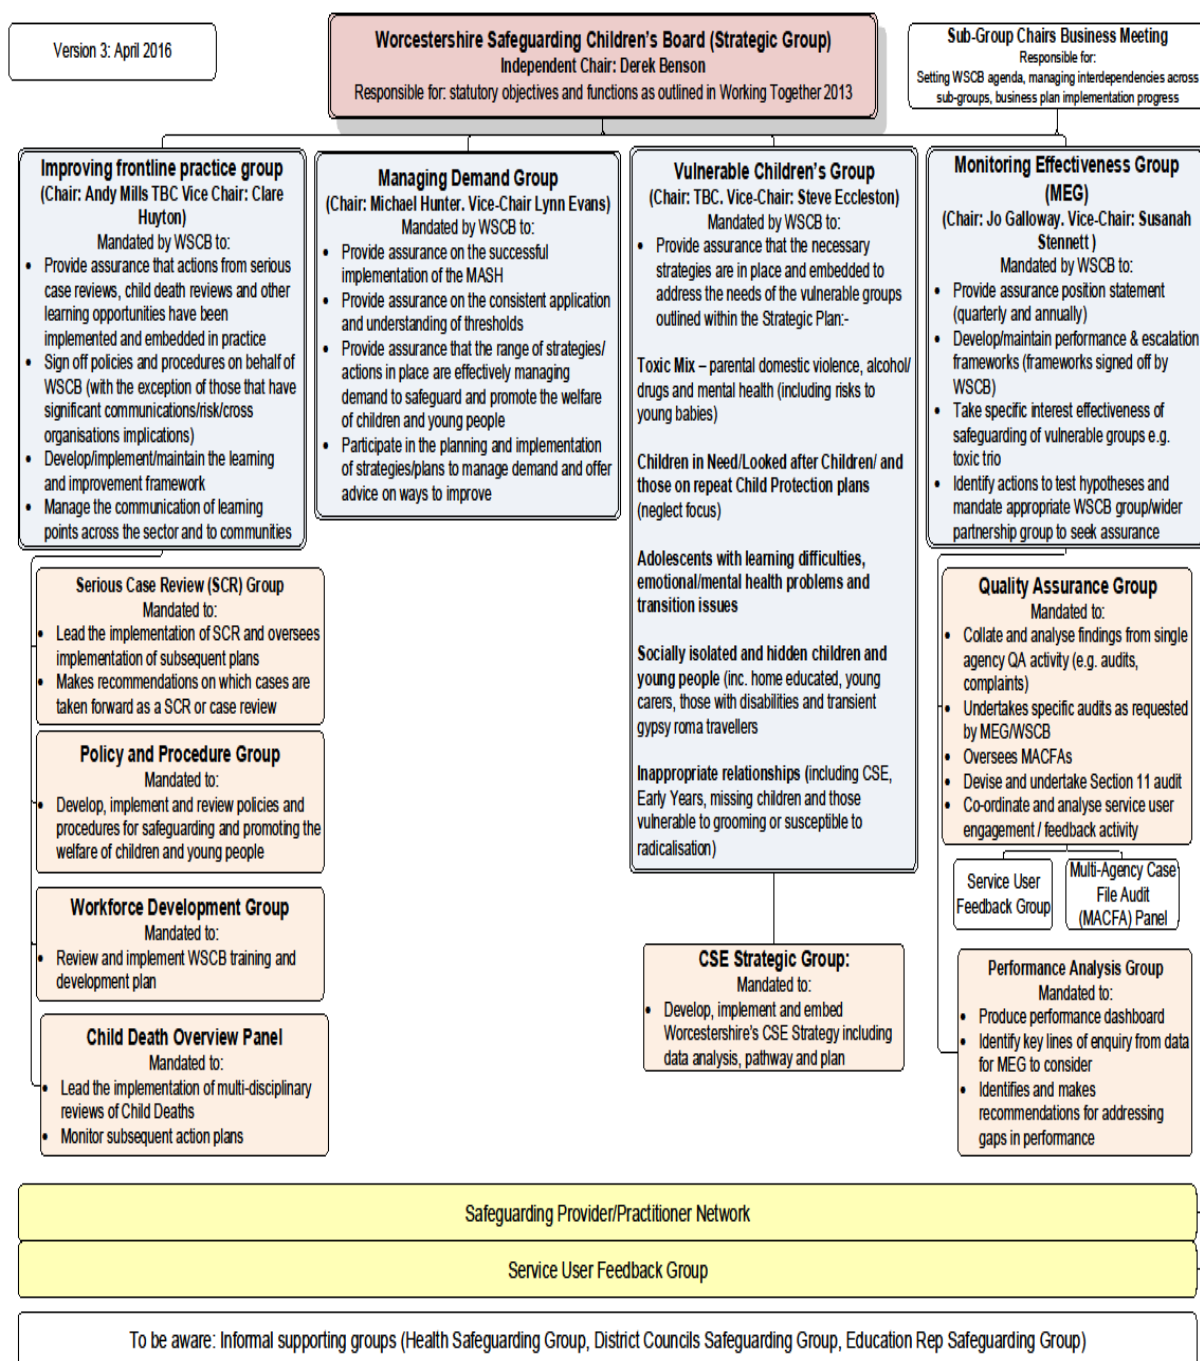 Version 3: April 2016
Worcestershire Safeguarding Children's Board (Strategic Group)
Independent Chair: Derek Benson
Responsible for: statutory objectives and functions as outlined in Working Together 2013
Sub-Group Chairs Business Meeting
Responsible for:
Setting WSCB agenda, managing interdependencies across
sub-groups, business plan implementation progress
Improving frontline practice group
(Chair: Andy Mills TBC Vice Chair: Clare
Huyton)
Mandated by WSCB to:
• Provide assurance that actions from serious
case reviews, child death reviews and other
learning opportunities have been
implemented and embedded in practice
• Sign off policies and procedures on behalf of
WSCB (with the exception of those that have
significant communications/risk/cross
organisations implications)
• Develop/implement/maintain the learning
and improvement framework
• Manage the communication of learning
points across the sector and to communities
Managing Demand Group
(Chair: Michael Hunter. Vice-Chair Lynn Evans)
Mandated by WSCB to:
• Provide assurance on the successful
implementation of the MASH
• Provide assurance on the consistent application
and understanding of thresholds
• Provide assurance that the range of strategies/
actions in place are effectively managing
demand to safeguard and promote the welfare
of children and young people
• Participate in the planning and implementation
of strategies/plans to manage demand and offer
advice on ways to improve
Vulnerable Children's Group
(Chair: TBC. Vice-Chair: Steve Eccleston)
Mandated by WSCB to:
• Provide assurance that the necessary
strategies are in place and embedded to
address the needs of the vulnerable groups
outlined within the Strategic Plan:-
Toxic Mix – parental domestic violence, alcohol/
drugs and mental health (including risks to
young babies)
Children in Need/Looked after Children/ and
those on repeat Child Protection plans
(neglect focus)
Adolescents with learning difficulties,
emotional/mental health problems and
transition issues
Socially isolated and hidden children and
young people (inc. home educated, young
carers, those with disabilities and transient
gypsy roma travellers
Inappropriate relationships (including CSE,
Early Years, missing children and those
vulnerable to grooming or susceptible to
radicalisation)
Monitoring Effectiveness Group
(MEG)
(Chair: Jo Galloway. Vice-Chair: Susanah
Stennett )
Mandated by WSCB to:
• Provide assurance position statement
(quarterly and annually)
• Develop/maintain performance & escalation
frameworks (frameworks signed off by
WSCB)
• Take specific interest effectiveness of
safeguarding of vulnerable groups e.g.
toxic trio
• Identify actions to test hypotheses and
mandate appropriate WSCB group/wider
partnership group to seek assurance
Serious Case Review (SCR) Group
Mandated to:
• Lead the implementation of SCR and oversees
implementation of subsequent plans
• Makes recommendations on which cases are
taken forward as a SCR or case review
Policy and Procedure Group
Mandated to:
• Develop, implement and review policies and
procedures for safeguarding and promoting the
welfare of children and young people
Workforce Development Group
Mandated to:
• Review and implement WSCB training and
development plan
Child Death Overview Panel
Mandated to:
• Lead the implementation of multi-disciplinary
reviews of Child Deaths
• Monitor subsequent action plans
CSE Strategic Group:
Mandated to:
• Develop, implement and embed
Worcestershire's CSE Strategy including
data analysis, pathway and plan
Quality Assurance Group
Mandated to:
• Collate and analyse findings from single
agency QA activity (e.g. audits,
complaints)
• Undertakes specific audits as requested
by MEG/WSCB
• Oversees MACFAs
• Devise and undertake Section 11 audit
• Co-ordinate and analyse service user
engagement / feedback activity
Service User
Feedback Group
Multi-Agency Case
File Audit
(MACFA) Panel
Performance Analysis Group
Mandated to:
• Produce performance dashboard
• Identify key lines of enquiry from data
for MEG to consider
• Identifies and makes
recommendations for addressing
gaps in performance
Safeguarding Provider/Practitioner Network
Service User Feedback Group
To be aware: Informal supporting groups (Health Safeguarding Group, District Councils Safeguarding Group, Education Rep Safeguarding Group)